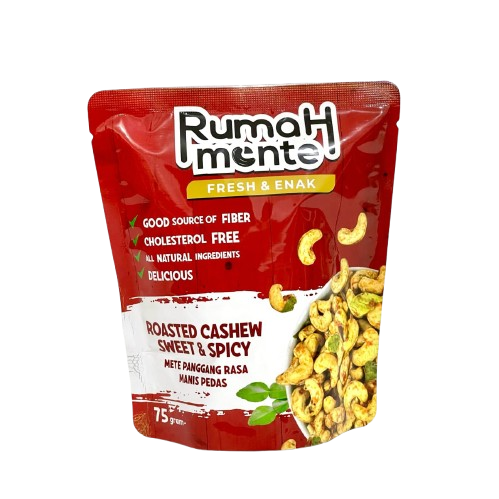 RumaH
mente
FRESH & ENAK
GOOD SOURCE OF FIBER
CHOLESTEROL FREE
ALL NATURAL INGREDIENTS
DELICIOUS
ROASTED CASHEW
SWEET & SPICY
METE PANGGANG RASA
MANIS PEDAS
75 gram